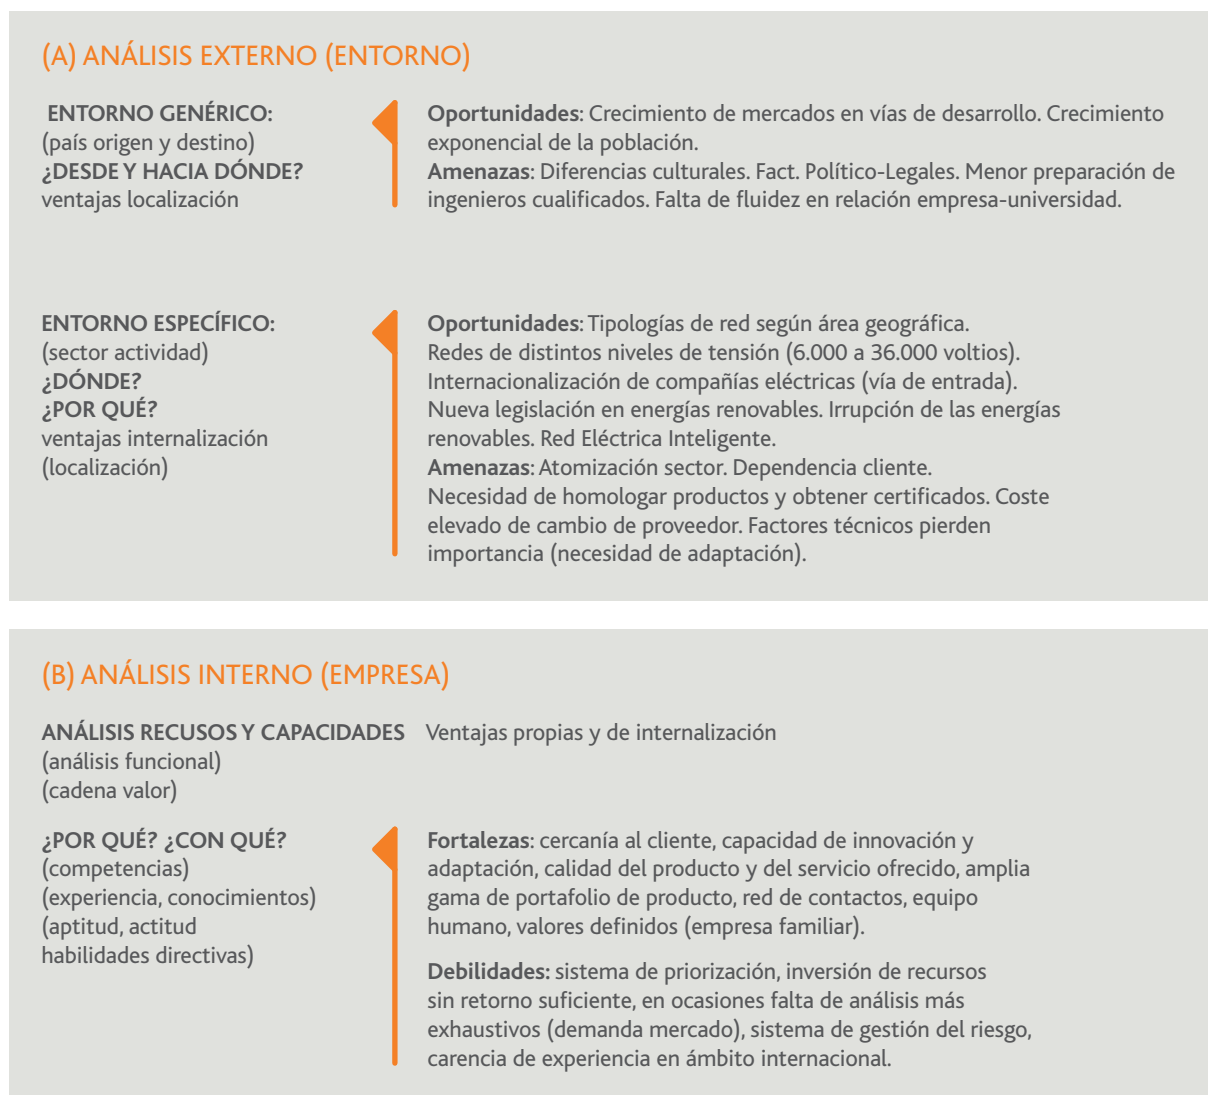 (A) ANÁLISIS EXTERNO (ENTORNO)
ENTORNO GENÉRICO:
(país origen y destino)
¿DESDE Y HACIA DÓNDE?
ventajas localización
Oportunidades: Crecimiento de mercados en vías de desarrollo. Crecimiento
exponencial de la población.
Amenazas: Diferencias culturales. Fact. Político-Legales. Menor preparación de
ingenieros cualificados. Falta de fluidez en relación empresa-universidad.
ENTORNO ESPECÍFICO:
(sector actividad)
¿DÓNDE?
¿POR QUÉ?
ventajas internalización
(localización)
Oportunidades: Tipologías de red según área geográfica.
Redes de distintos niveles de tensión (6.000 a 36.000 voltios).
Internacionalización de compañías eléctricas (vía de entrada).
Nueva legislación en energías renovables. Irrupción de las energías
renovables. Red Eléctrica Inteligente.
Amenazas: Atomización sector. Dependencia cliente.
Necesidad de homologar productos y obtener certificados. Coste
elevado de cambio de proveedor. Factores técnicos pierden
importancia (necesidad de adaptación).
(B) ANÁLISIS INTERNO (EMPRESA)
ANÁLISIS RECUSOS Y CAPACIDADES
(análisis funcional)
(cadena valor)
Ventajas propias y de internalización
¿POR QUÉ? ¿CON QUÉ?
(competencias)
(experiencia, conocimientos)
(aptitud, actitud
habilidades directivas)
Fortalezas: cercanía al cliente, capacidad de innovación y
adaptación, calidad del producto y del servicio ofrecido, amplia
gama de portafolio de producto, red de contactos, equipo
humano, valores definidos (empresa familiar).
Debilidades: sistema de priorización, inversión de recursos
sin retorno suficiente, en ocasiones falta de análisis más
exhaustivos (demanda mercado), sistema de gestión del riesgo,
carencia de experiencia en ámbito internacional.